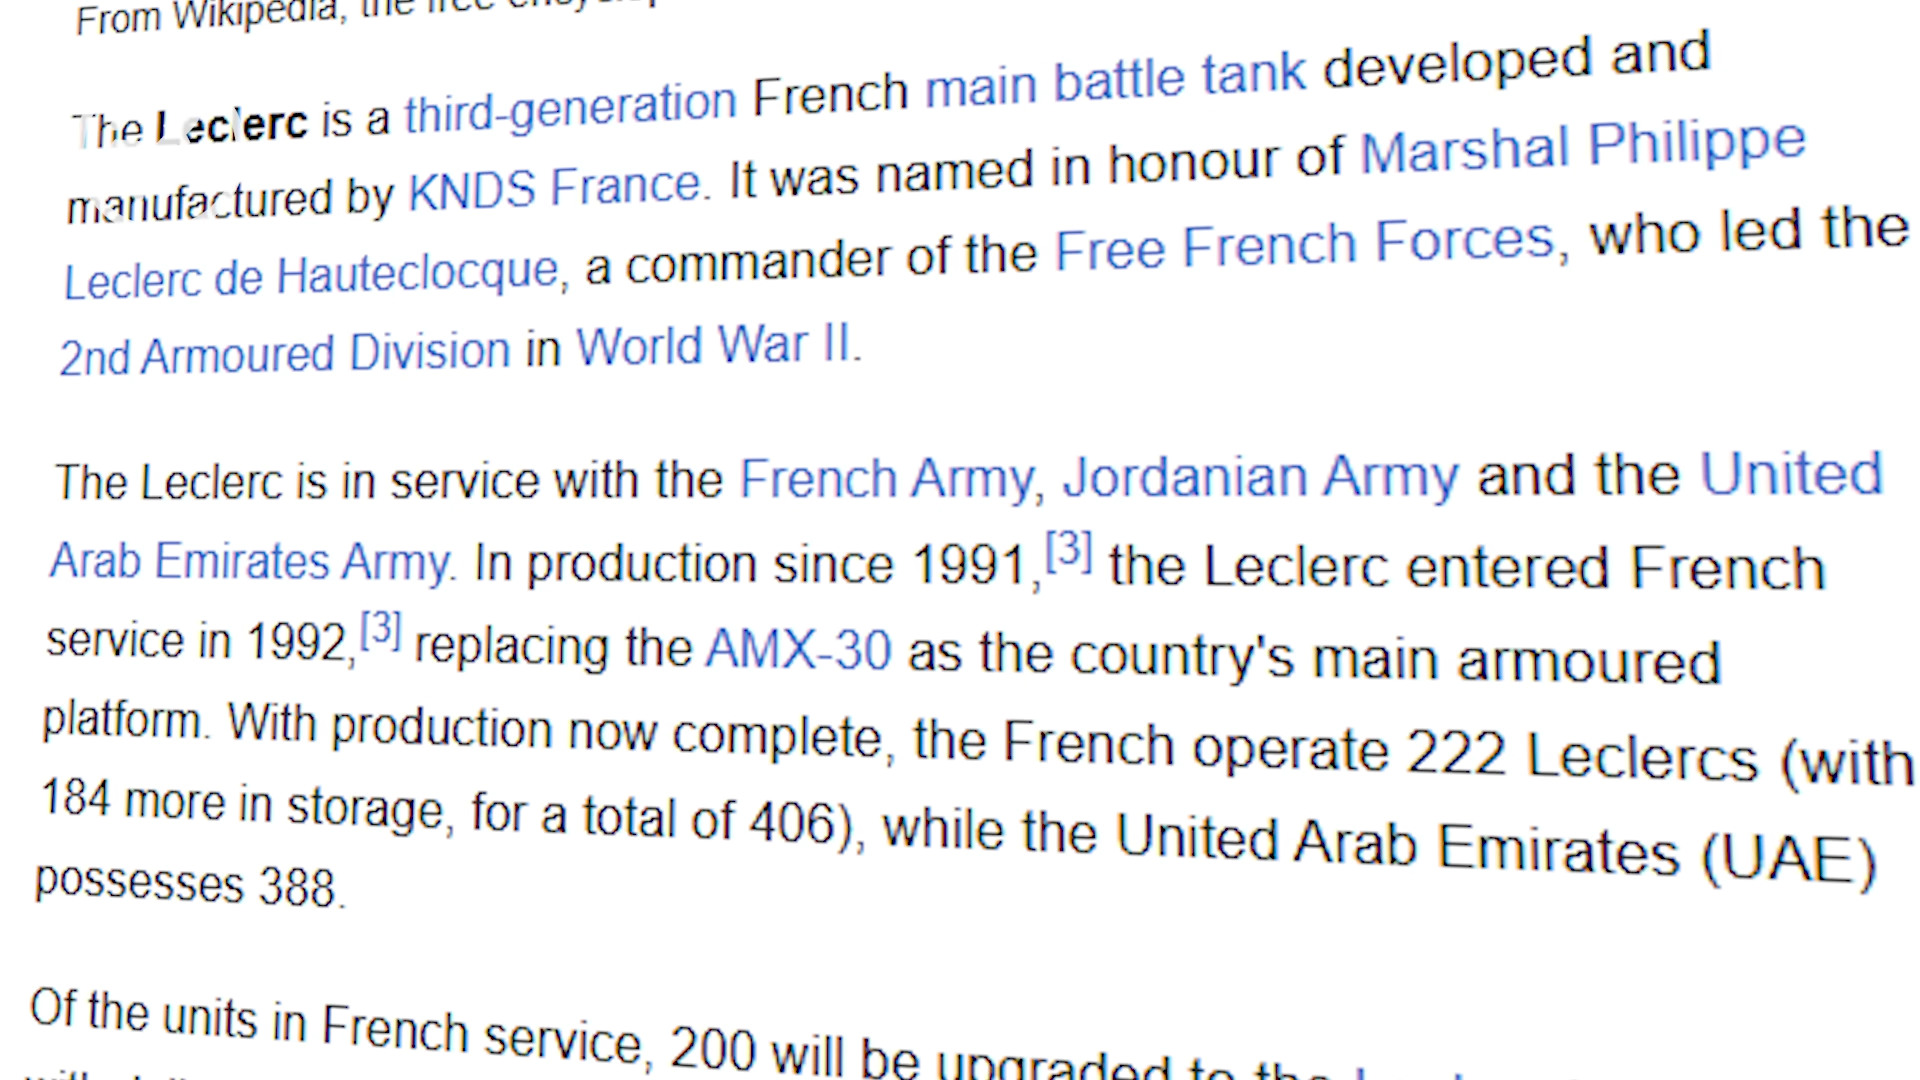 From Wikipedia, the free
The Leclerc is a third-generation French main battle tank developed and
manufactured by KNDS France. It was named in honour of Marshal Philippe
Leclerc de Hauteclocque, a commander of the Free French Forces, who led the
2nd Armoured Division in World War II.
The Leclerc is in service with the French Army, Jordanian Army and the United
Arab Emirates Army. In production since 1991,[3] the Leclerc entered French
service in 1992,[3] replacing the AMX-30 as the country's main armoured
platform. With production now complete, the French operate 222 Leclercs (with
184 more in storage, for a total of 406), while the United Arab Emirates (UAE)
possesses 388.
Of the units in French service, 200 will be upgraded to the